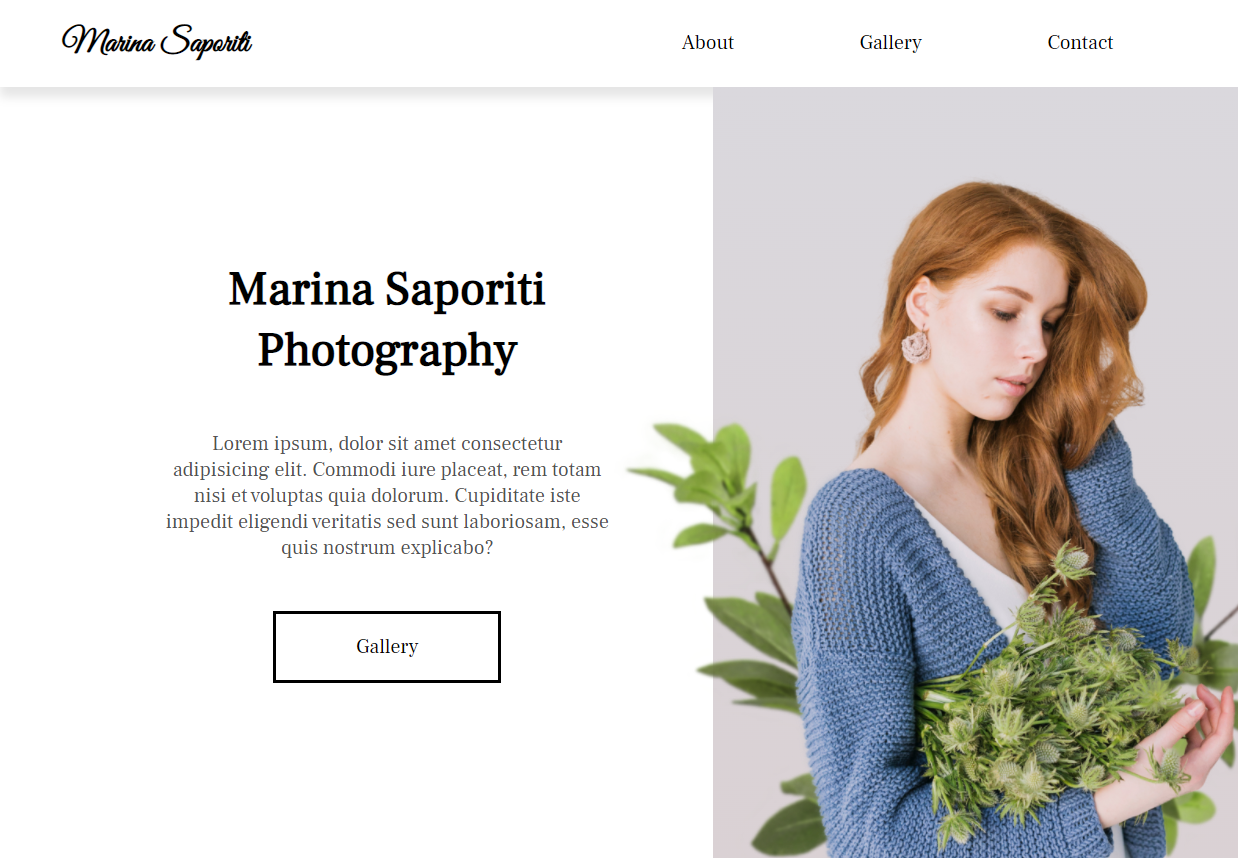 Marina Saporiti
About
Gallery
Contact
Marina Saporiti
Photography
Lorem ipsum, dolor sit amet consectetur
adipisicing elit. Commodi iure placeat, rem totam
nisi et voluptas quia dolorum. Cupiditate iste
impedit eligendi veritatis sed sunt laboriosam, esse
quis nostrum explicabo?
Gallery